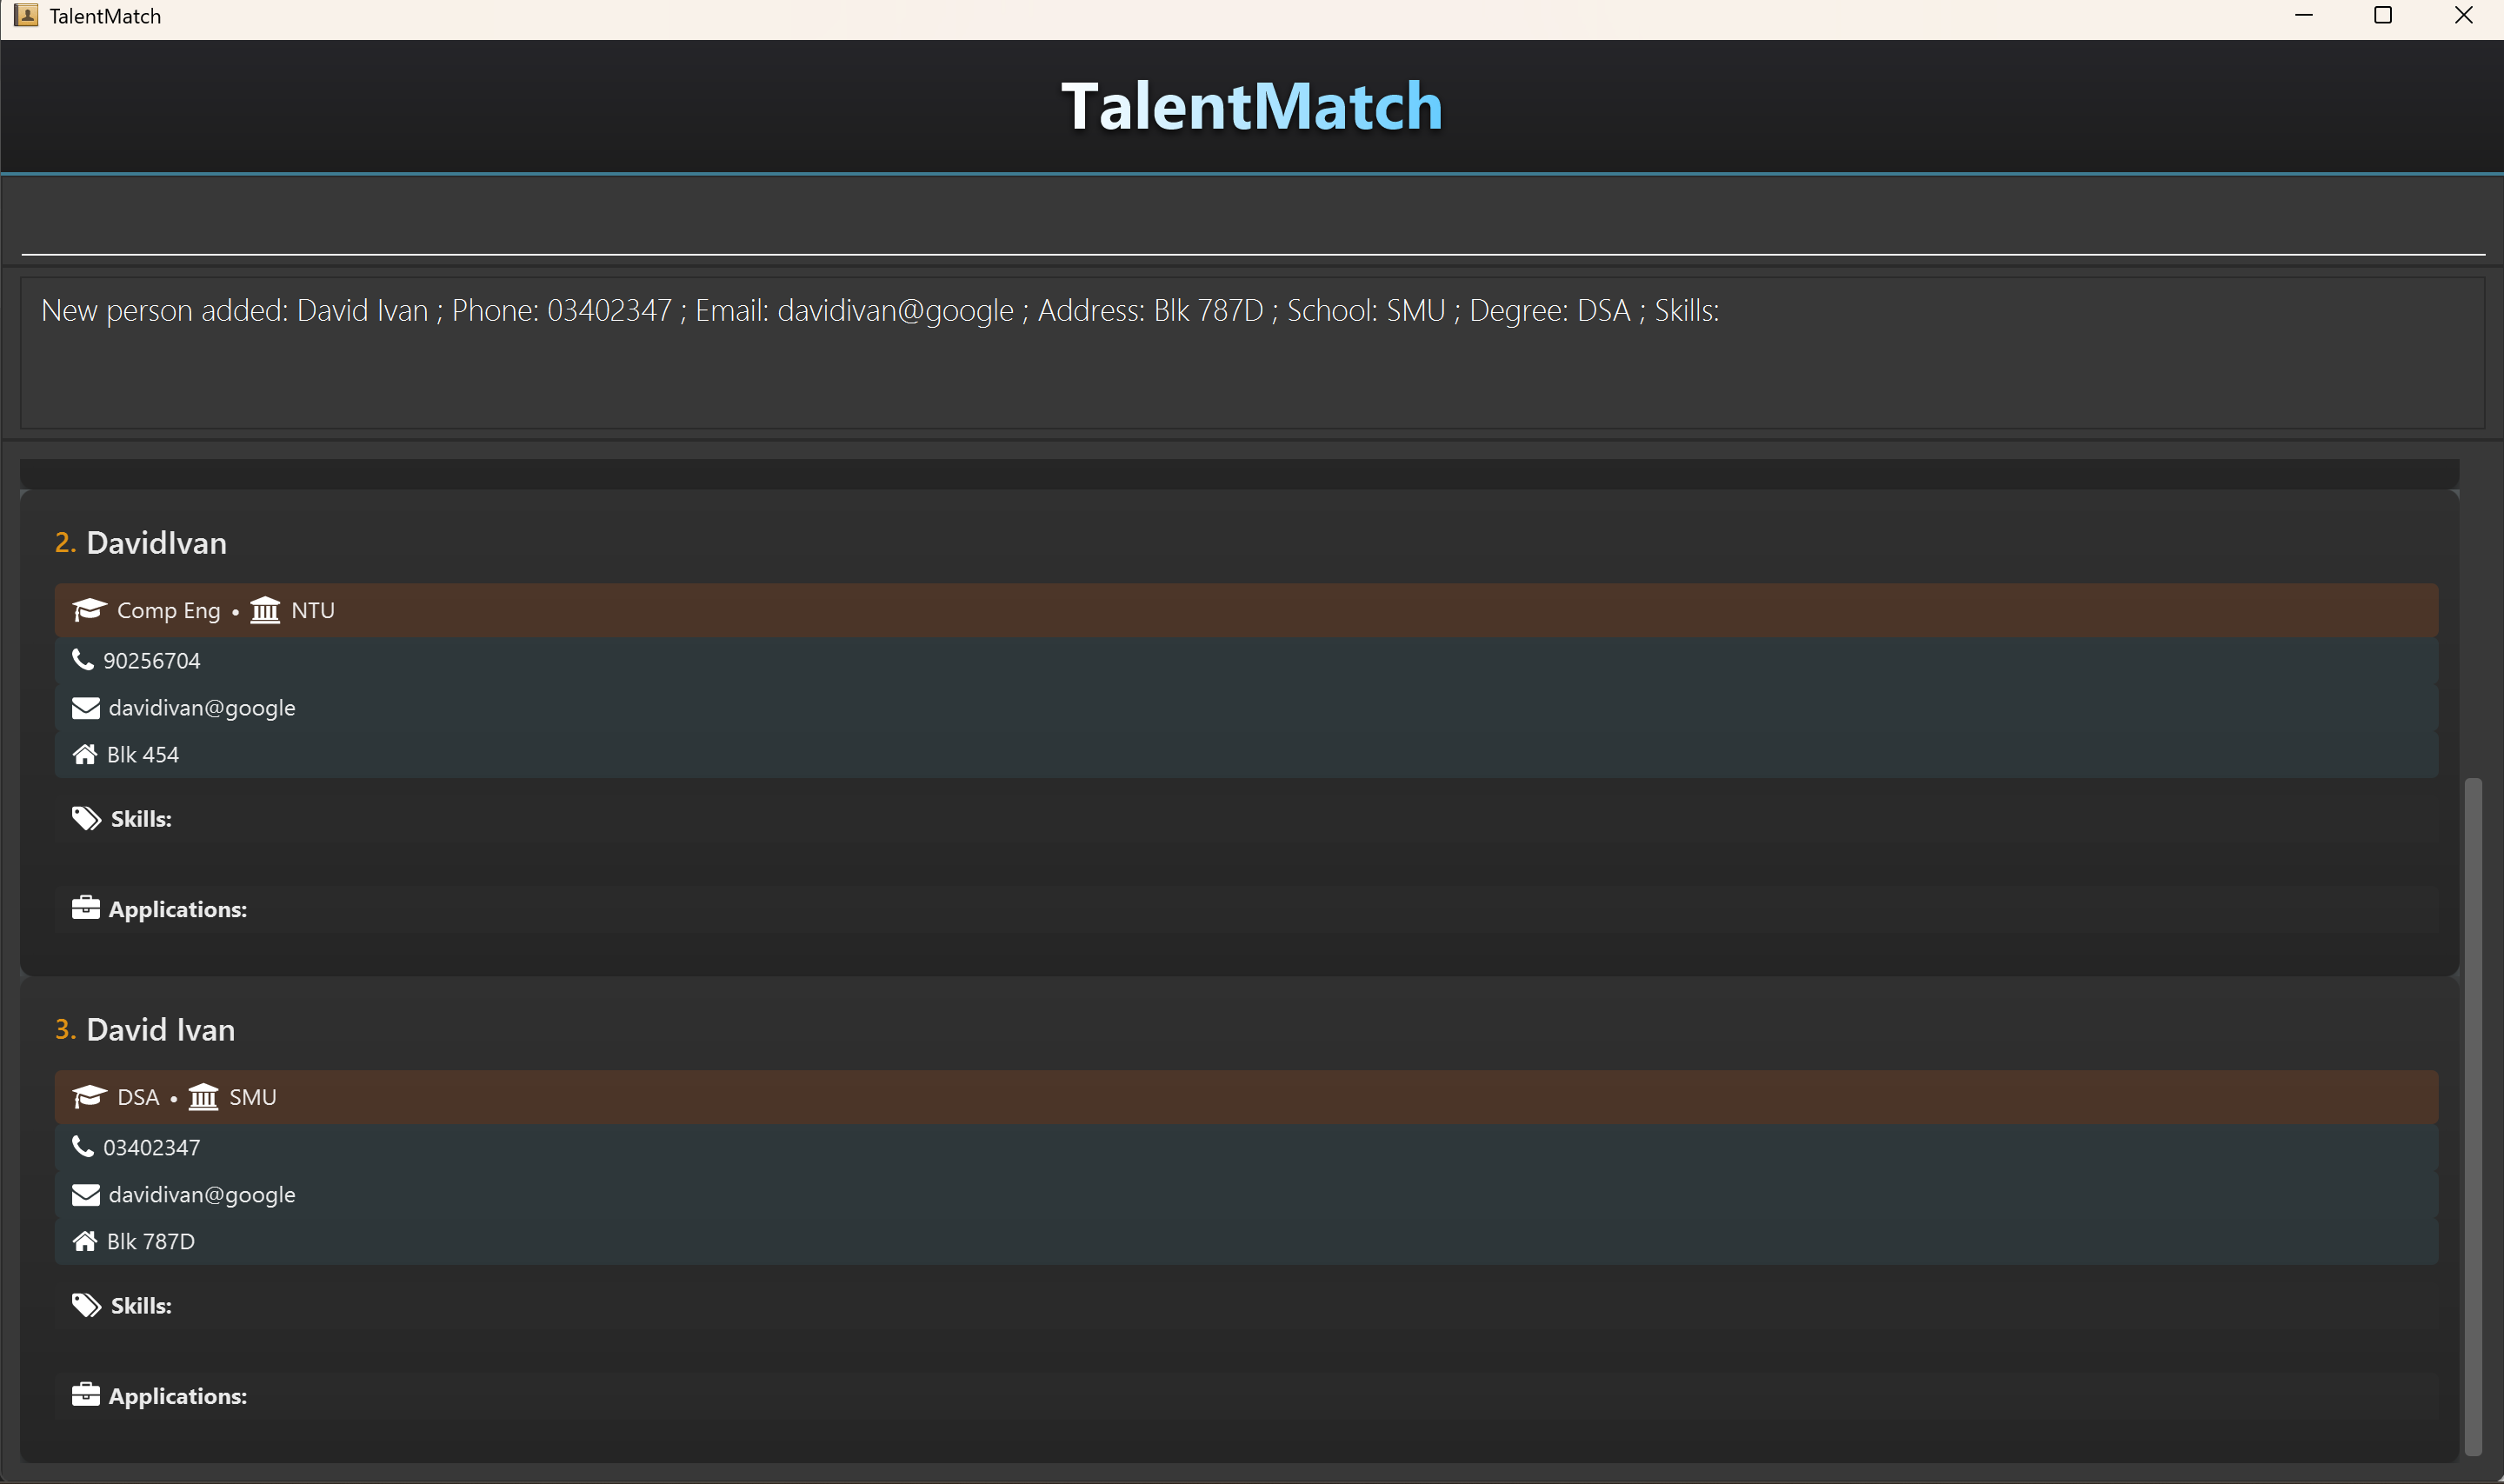 TalentMatch
TalentMatch
New person added: David Ivan ; Phone: 03402347 ; Email: davidivan@google ; Address: Blk 787D ; School: SMU ; Degree: DSA ; Skills:
2. DavidIvan
Comp Eng • NTU
90256704
davidivan@google
Blk 454
Skills:
Applications:
3. David Ivan
DSA • SMU
03402347
davidivan@google
Blk 787D
Skills:
Applications: